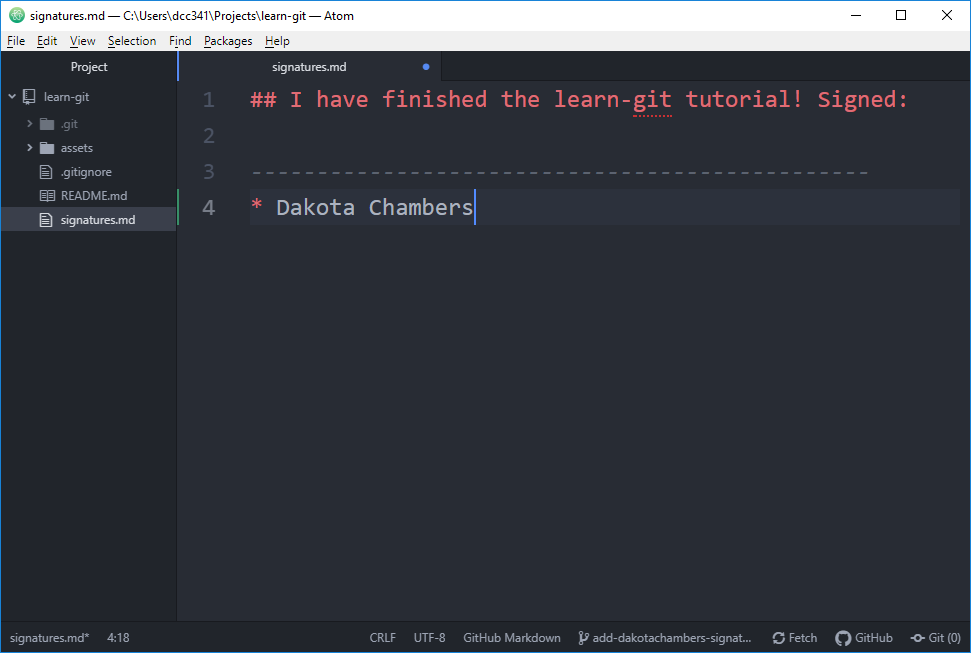 signatures.md — C:\Users\dcc341\Projects\learn-git — Atom
File Edit View Selection Find Packages Help
Project
signatures.md
learn-git
.git
assets
.gitignore
README.md
signatures.md
1 ## I have finished the learn-git tutorial! Signed:
2
3 -----------------------------------------------
4 * Dakota Chambers
signatures.md* 4:18 CRLF UTF-8 GitHub Markdown add-dakotachambers-signat... Fetch GitHub Git (0)